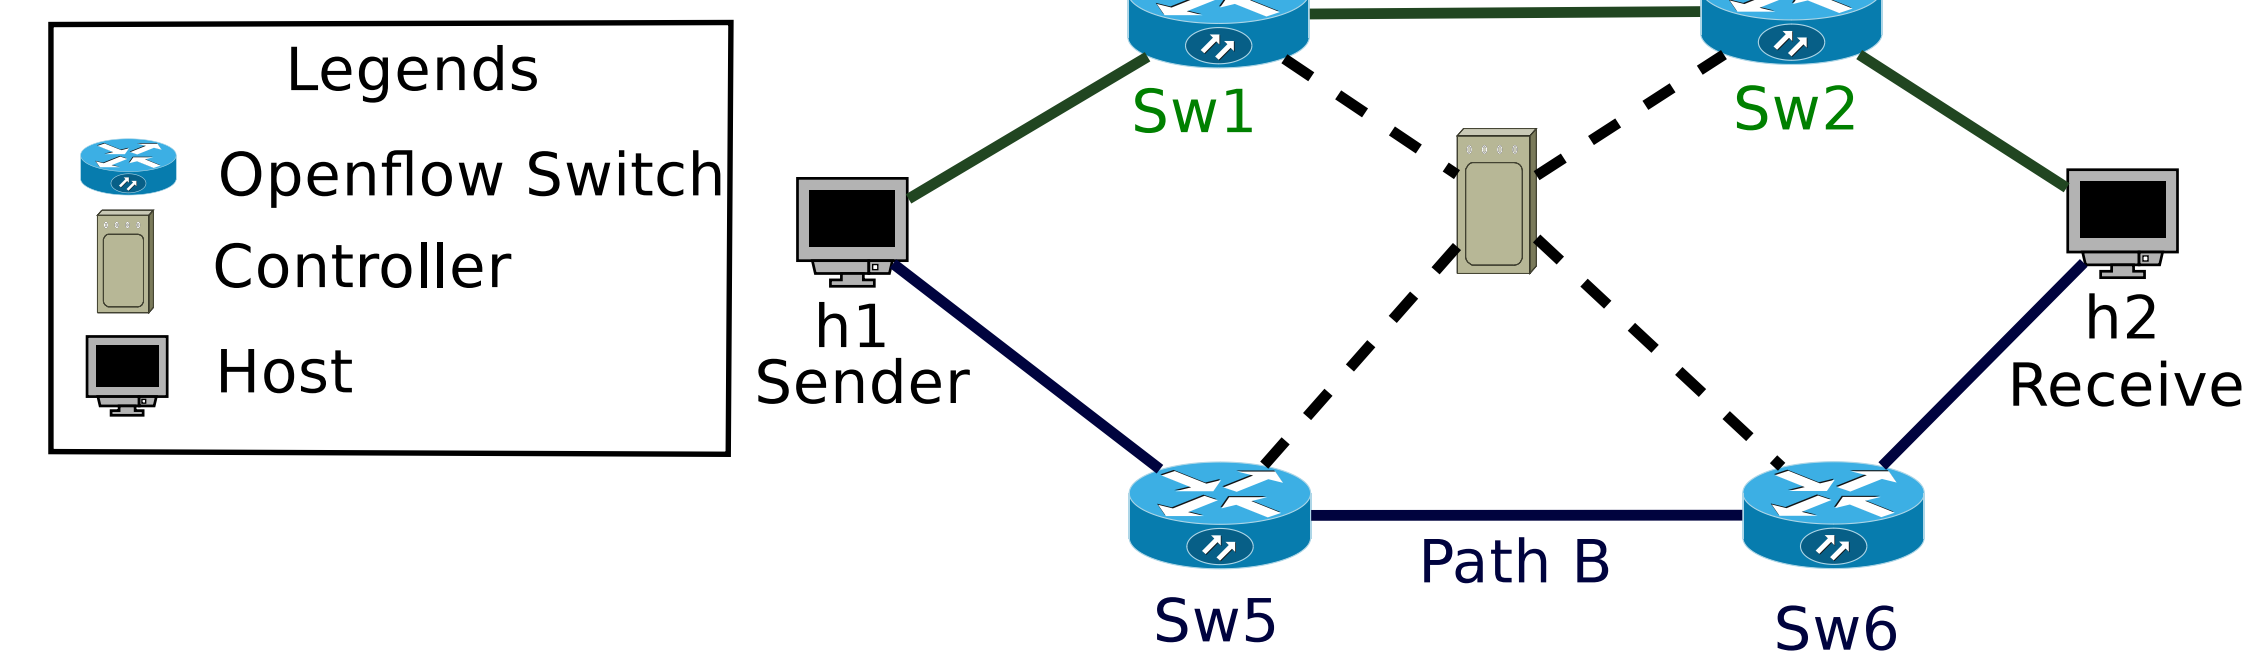 Legends
Openflow Switch
Controller
Host
Sw1
Sw2
h1
Sender
h2
Receive
Path B
Sw5
Sw6